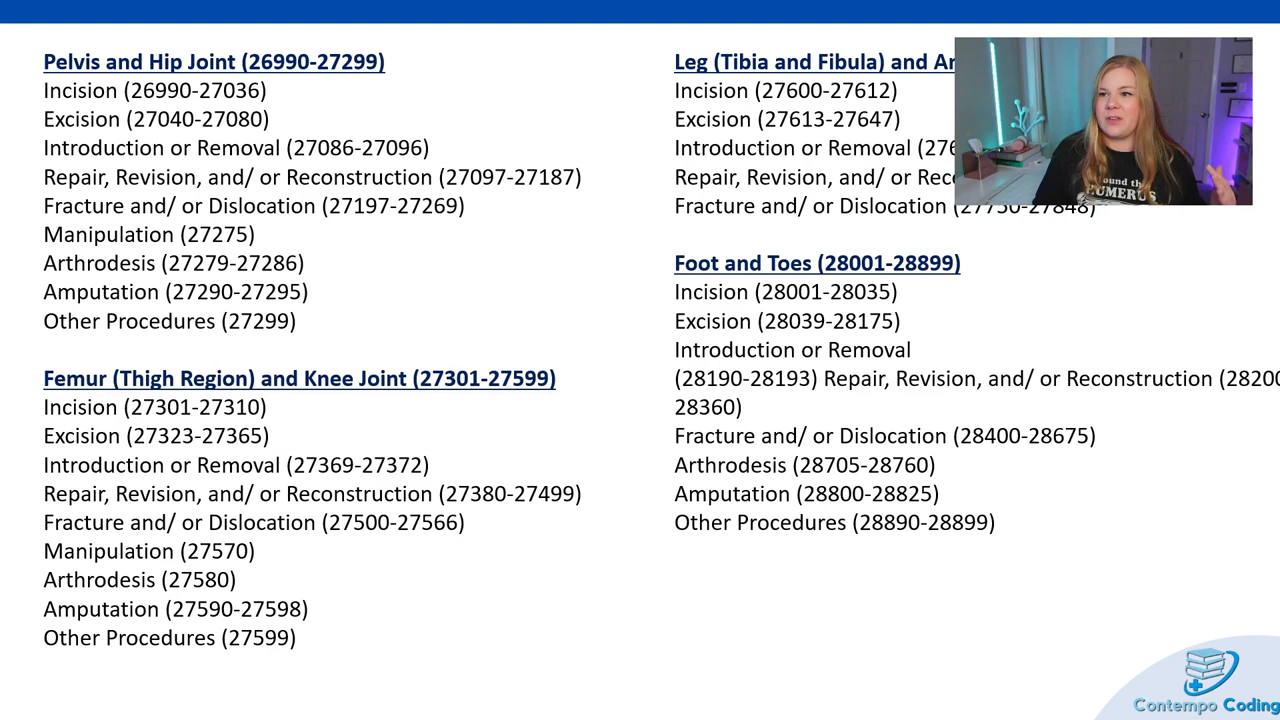 Pelvis and Hip Joint (26990-27299)
Incision (26990-27036)
Excision (27040-27080)
Introduction or Removal (27086-27096)
Repair, Revision, and/ or Reconstruction (27097-27187)
Fracture and/ or Dislocation (27197-27269)
Manipulation (27275)
Arthrodesis (27279-27286)
Amputation (27290-27295)
Other Procedures (27299)
Femur (Thigh Region) and Knee Joint (27301-27599)
Incision (27301-27310)
Excision (27323-27365)
Introduction or Removal (27369-27372)
Repair, Revision, and/ or Reconstruction (27380-27499)
Fracture and/ or Dislocation (27500-27566)
Manipulation (27570)
Arthrodesis (27580)
Amputation (27590-27598)
Other Procedures (27599)
Leg (Tibia and Fibula) and
Incision (27600-27612)
Excision (27613-27647)
Introduction or Removal
Repair, Revision, and/ or
Fracture and/ or Dislocation (27750-27848)
Foot and Toes (28001-28899)
Incision (28001-28035)
Excision (28039-28175)
Introduction or Removal
(28190-28193) Repair, Revision, and/ or Reconstruction
28360)
Fracture and/ or Dislocation (28400-28675)
Arthrodesis (28705-28760)
Amputation (28800-28825)
Other Procedures (28890-28899)
Contempo Coding